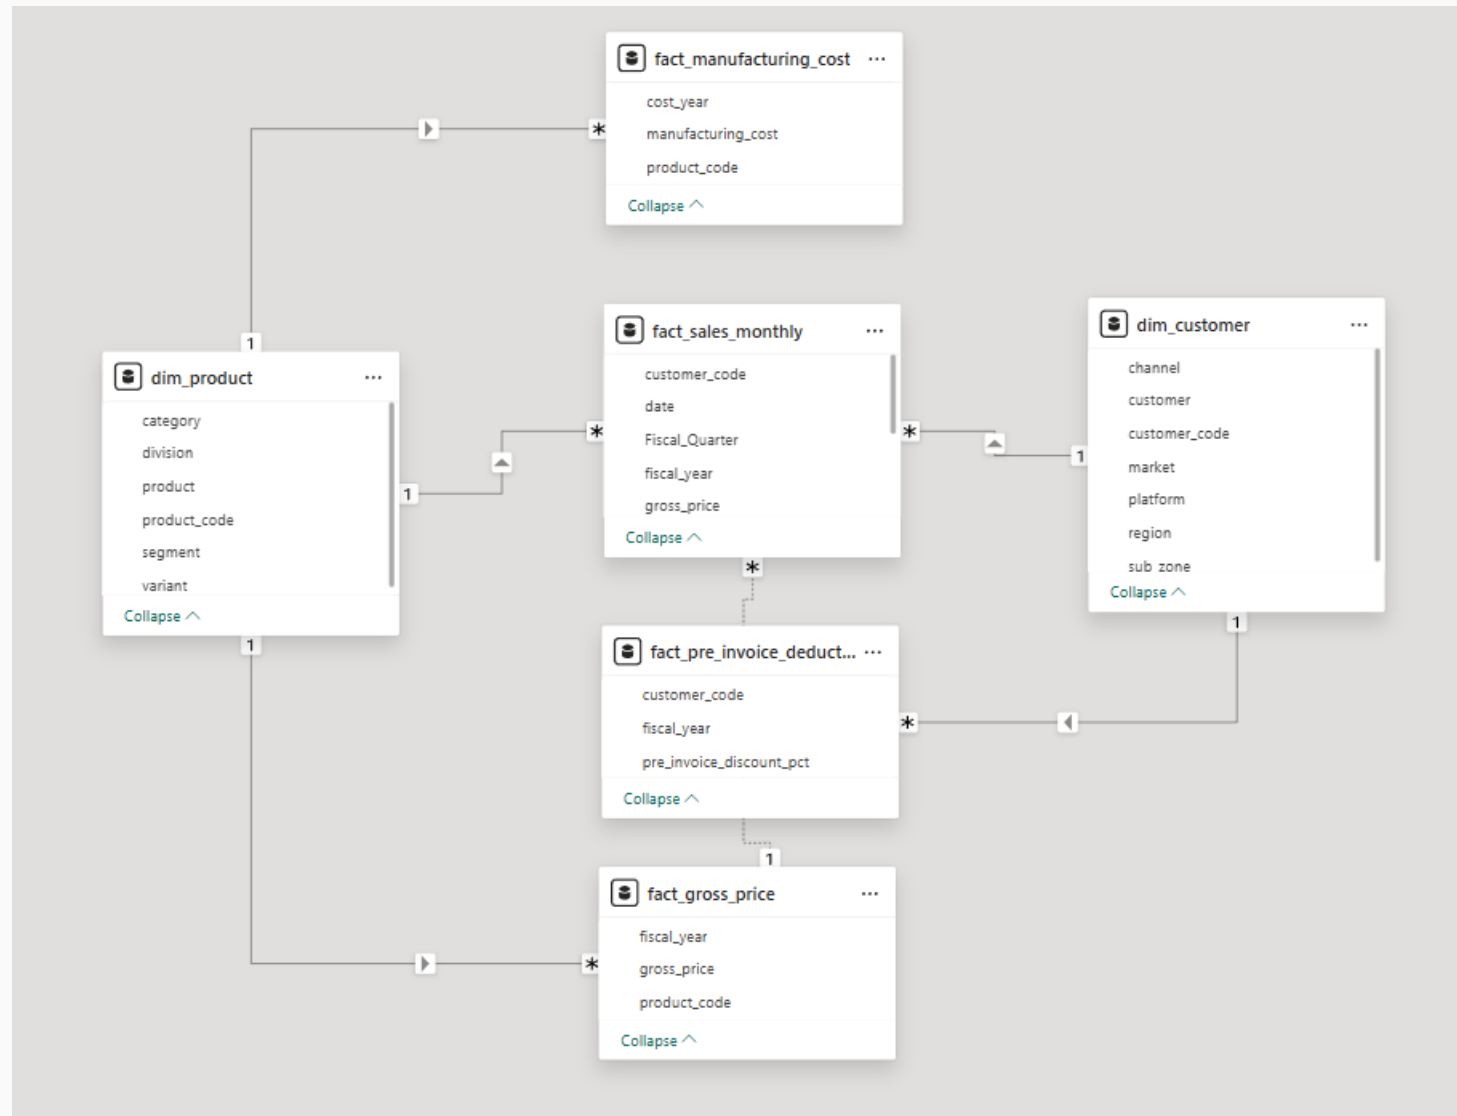 fact_manufacturing_cost ...
cost_year
manufacturing_cost
product_code
Collapse
*
1
dim_product ...
category
division
product
product_code
segment
variant
Collapse
1
1
*
fact_sales_monthly ...
customer_code
date
Fiscal_Quarter
fiscal_year
gross_price
Collapse
*
*
1
dim_customer ...
channel
customer
customer_code
market
platform
region
sub_zone
Collapse
1
fact_pre_invoice_deduct... ...
customer_code
fiscal_year
pre_invoice_discount_pct
Collapse
*
1
fact_gross_price ...
fiscal_year
gross_price
product_code
Collapse
*